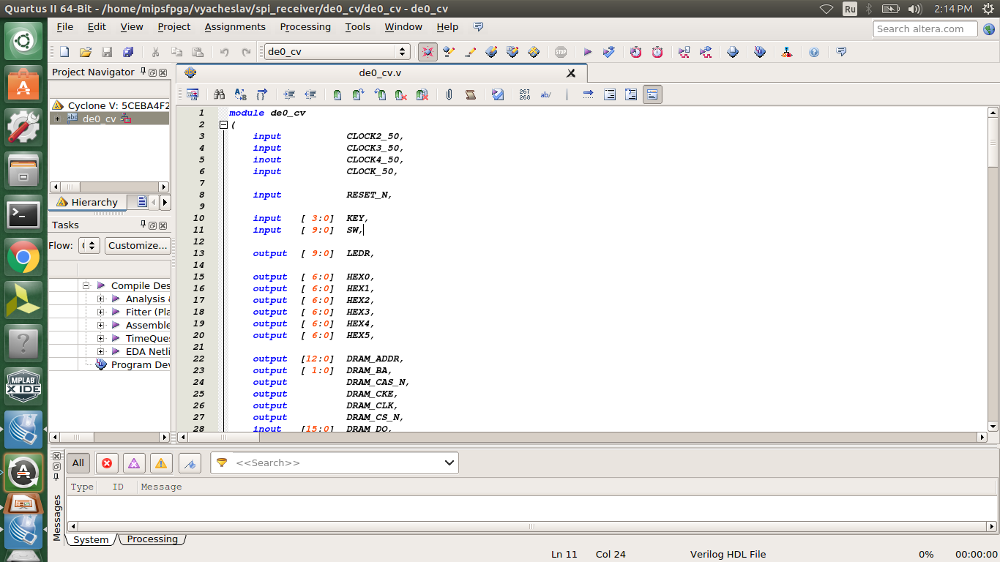 Quartus II 64-Bit - /home/mipsfpga/vyacheslav/spi_receiver/de0_cv/de0_cv - de0_cv
Ru
2:14 PM
File Edit View Project Assignments Processing Tools Window Help
Search altera.com
de0_cv
Project Navigator
Cyclone V: 5CEBA4F2
abc de0_cv
Hierarchy
Tasks
Flow:
Customize...
Compile Des
Analysis
Fitter (Pla
Assemble
TimeQues
EDA Netli
Program Dev
MPLAB
X IDE
de0_cv.v
267
268
ab/
1 module de0_cv
2 (
3 input CLOCK2_50,
4 input CLOCK3_50,
5 inout CLOCK4_50,
6 input CLOCK_50,
7
8 input RESET_N,
9
10 input [ 3:0] KEY,
11 input [ 9:0] SW,
12
13 output [ 9:0] LEDR,
14
15 output [ 6:0] HEX0,
16 output [ 6:0] HEX1,
17 output [ 6:0] HEX2,
18 output [ 6:0] HEX3,
19 output [ 6:0] HEX4,
20 output [ 6:0] HEX5,
21
22 output [12:0] DRAM_ADDR,
23 output [ 1:0] DRAM_BA,
24 output DRAM_CAS_N,
25 output DRAM_CKE,
26 output DRAM_CLK,
27 output DRAM_CS_N,
28 inout [15:0] DRAM_DQ,
All
<<Search>>
Type ID Message
Messages
System Processing
Ln 11 Col 24 Verilog HDL File 0% 00:00:00